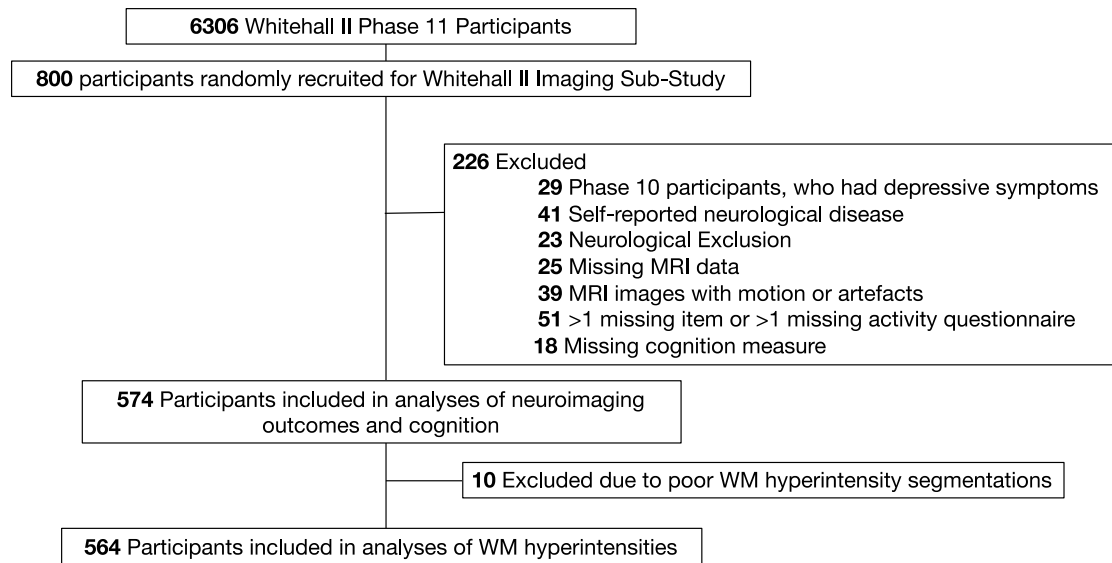 6306 Whitehall II Phase 11 Participants
800 participants randomly recruited for Whitehall II Imaging Sub-Study
226 Excluded
29 Phase 10 participants, who had depressive symptoms
41 Self-reported neurological disease
23 Neurological Exclusion
25 Missing MRI data
39 MRI images with motion or artefacts
51 >1 missing item or >1 missing activity questionnaire
18 Missing cognition measure
574 Participants included in analyses of neuroimaging
outcomes and cognition
10 Excluded due to poor WM hyperintensity segmentations
564 Participants included in analyses of WM hyperintensities